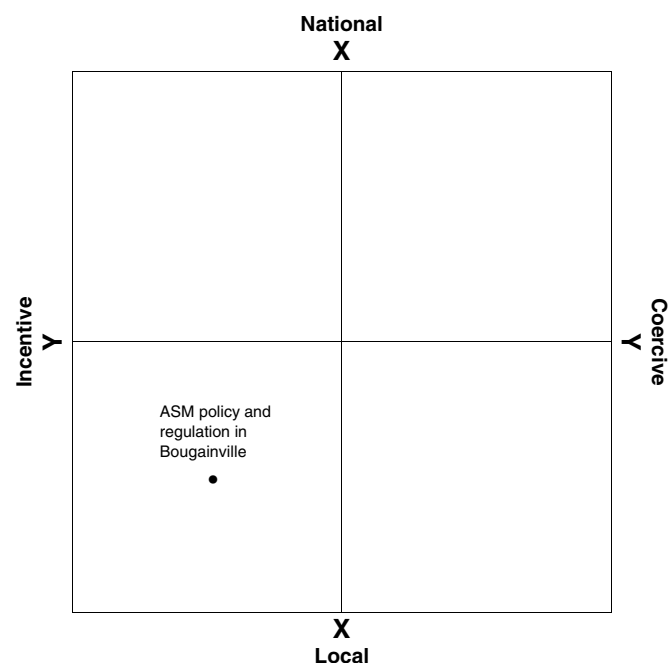 National
X
Incentive
Y
Coercive
Y
ASM policy and
regulation in
Bougainville
X
Local